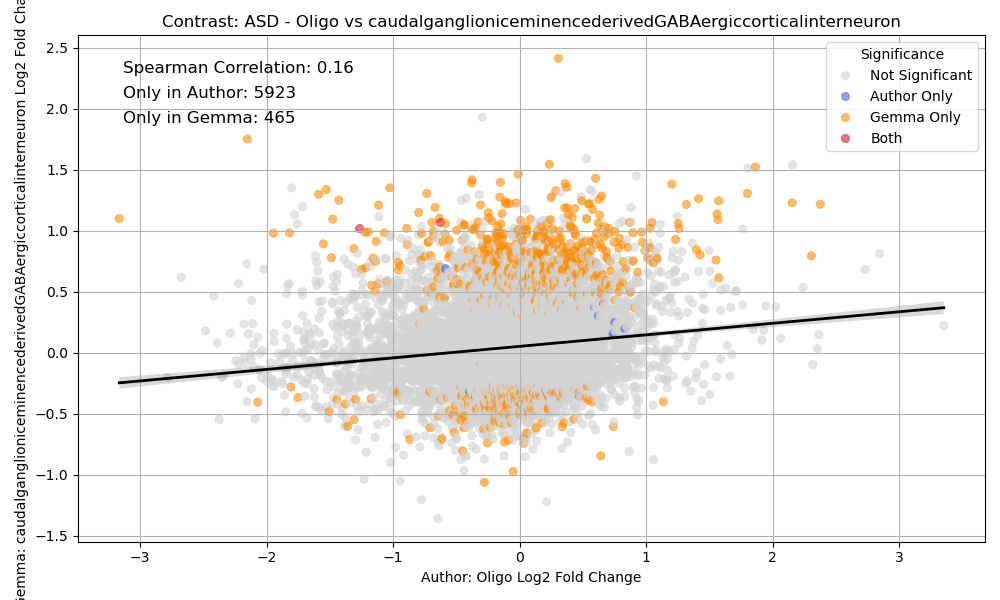 Contrast: ASD - Oligo vs caudalganglioniceminencederivedGABAergiccorticalinterneuron
Spearman Correlation: 0.16
Only in Author: 5923
Only in Gemma: 465
Significance
Not Significant
Author Only
Gemma Only
Both
2.5
2.0
1.5
1.0
0.5
0.0
−0.5
−1.0
−1.5
−3
−2
−1
0
1
2
3
Author: Oligo Log2 Fold Change
caudalganglioniceminencederivedGABAergiccorticalinterneuron Log2 Fold